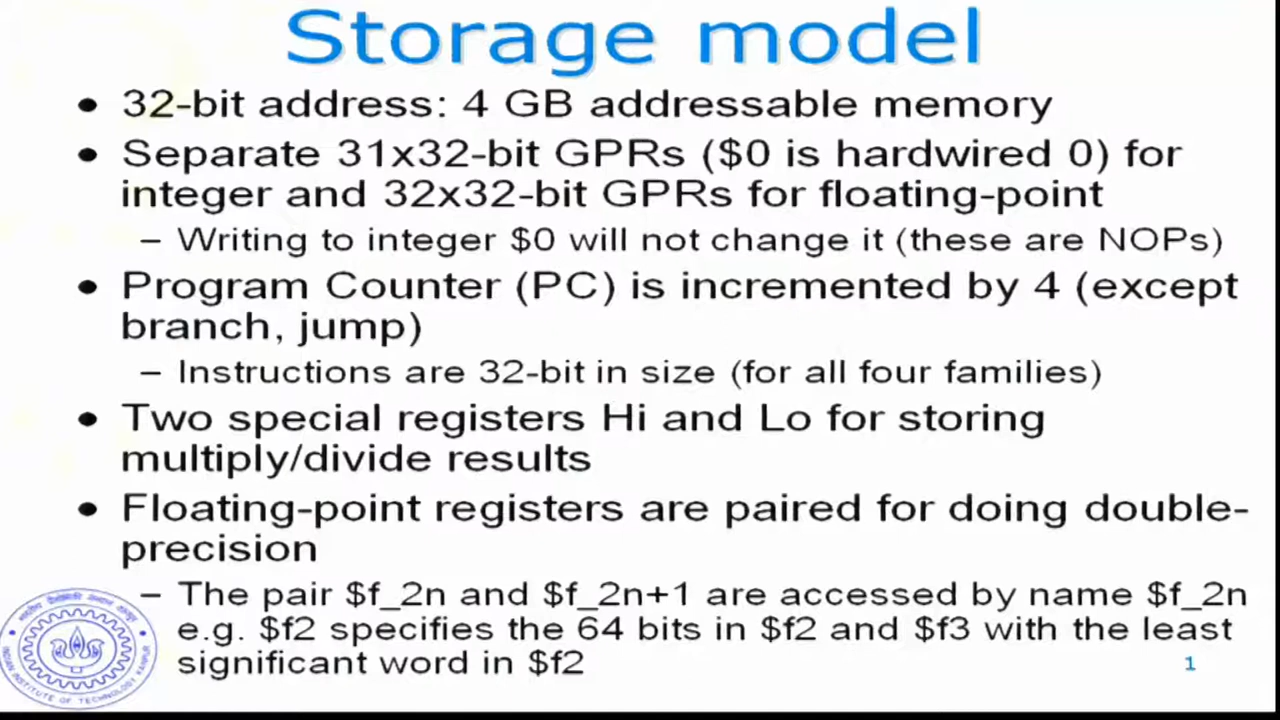 Storage model
• 32-bit address: 4 GB addressable memory
• Separate 31x32-bit GPRs ($0 is hardwired 0) for
integer and 32x32-bit GPRs for floating-point
– Writing to integer $0 will not change it (these are NOPs)
• Program Counter (PC) is incremented by 4 (except
branch, jump)
– Instructions are 32-bit in size (for all four families)
• Two special registers Hi and Lo for storing
multiply/divide results
• Floating-point registers are paired for doing double-
precision
– The pair $f_2n and $f_2n+1 are accessed by name $f_2n
e.g. $f2 specifies the 64 bits in $f2 and $f3 with the least
significant word in $f2
1
INDIAN INSTITUTE OF TECHNOLOGY KANPUR